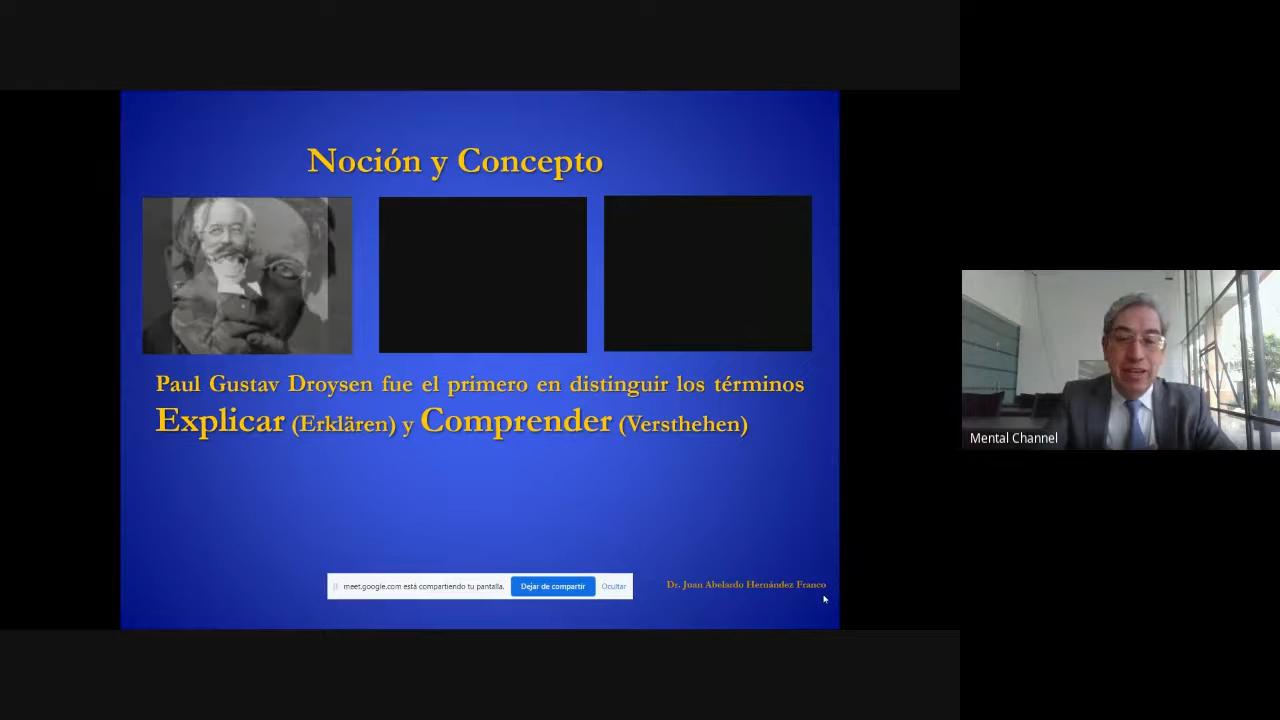 Noción y Concepto
Paul Gustav Droysen fue el primero en distinguir los términos
Explicar (Erklären) y Comprender (Versthehen)
meet.google.com está compartiendo tu pantalla. Dejar de compartir Ocultar
Dr. Juan Abelardo Hernández Franco
Mental Channel